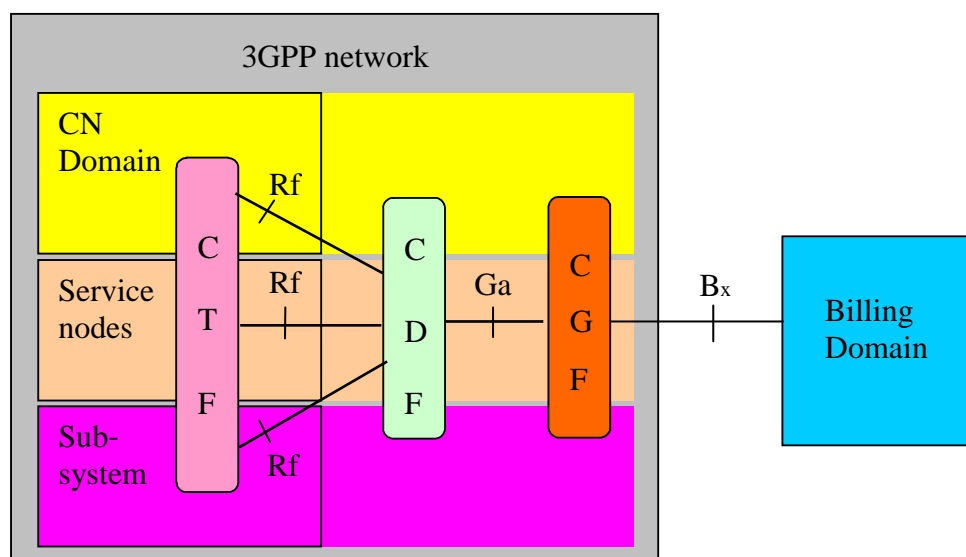 3GPP network
CN
Domain
Rf
C
T
F
Service
nodes
Rf
Sub-
system
Rf
C
D
F
Ga
C
G
F
Bx
Billing
Domain